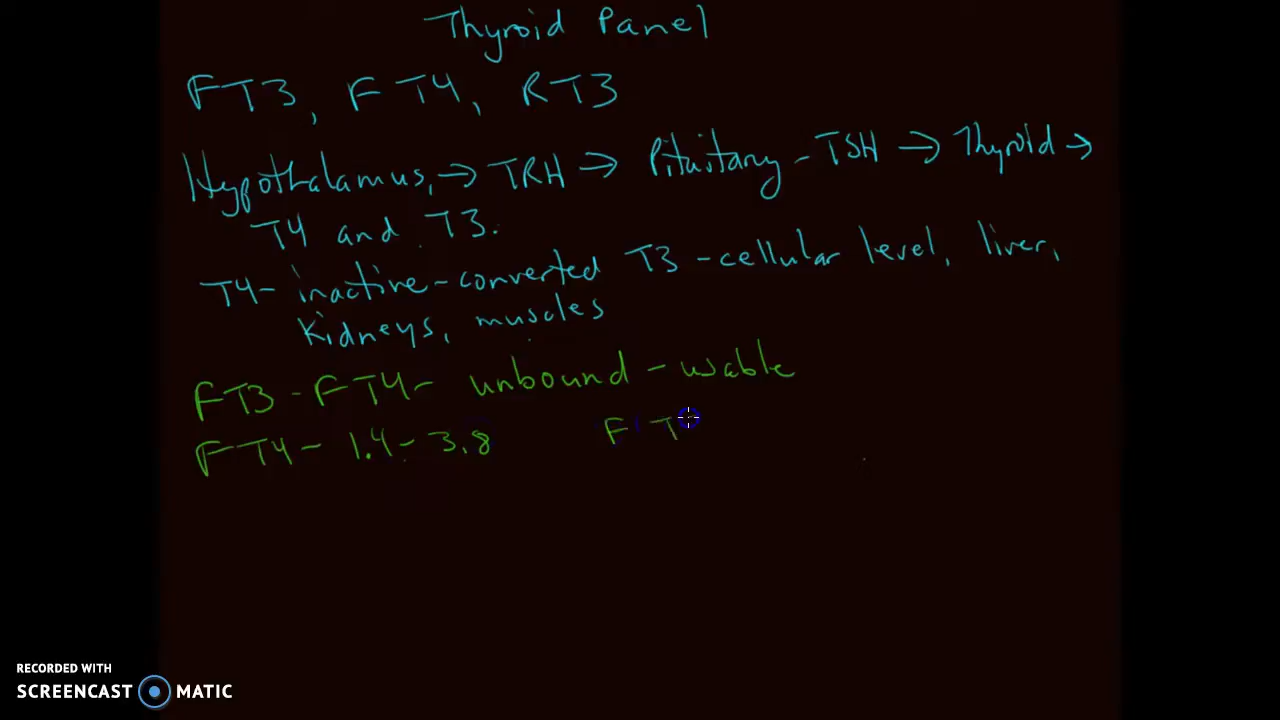 Thyroid Panel
FT3, FT4, RT3
Hypothalamus, → TRH → Pituitary - TSH → Thyroid →
T4 and T3.
T4 - inactive - converted T3 - cellular level, liver,
Kidneys, muscles
FT3 - FT4 - unbound - usable
FT4 - 1.4 - 3.8 FT
RECORDED WITH
SCREENCAST MATIC